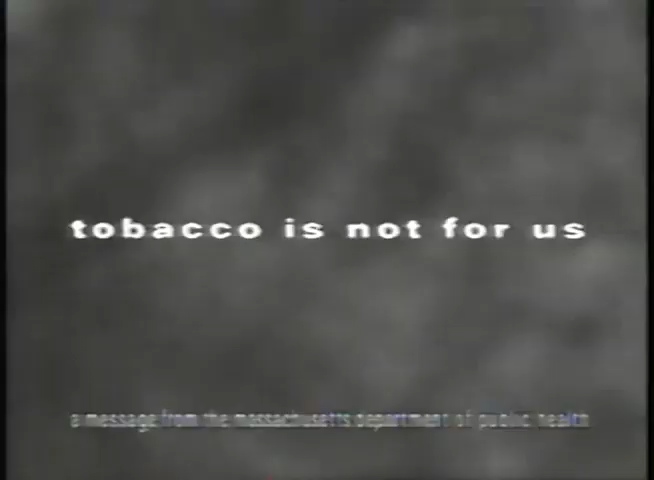 tobacco is not for us
a message from the massachusetts department of public health